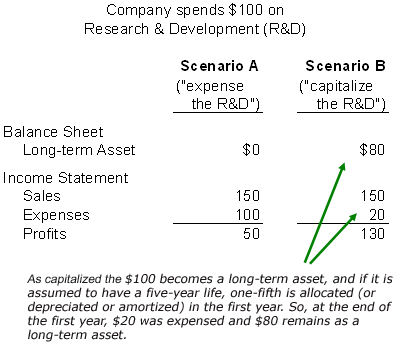 Company spends $100 on
Research & Development (R&D)
Scenario A Scenario B
("expense ("capitalize
the R&D") the R&D")
Balance Sheet
Long-term Asset $0 $80
Income Statement
Sales 150 150
Expenses 100 20
Profits 50 130
As capitalized the $100 becomes a long-term asset, and if it is
assumed to have a five-year life, one-fifth is allocated (or
depreciated or amortized) in the first year. So, at the end of
the first year, $20 was expensed and $80 remains as a
long-term asset.